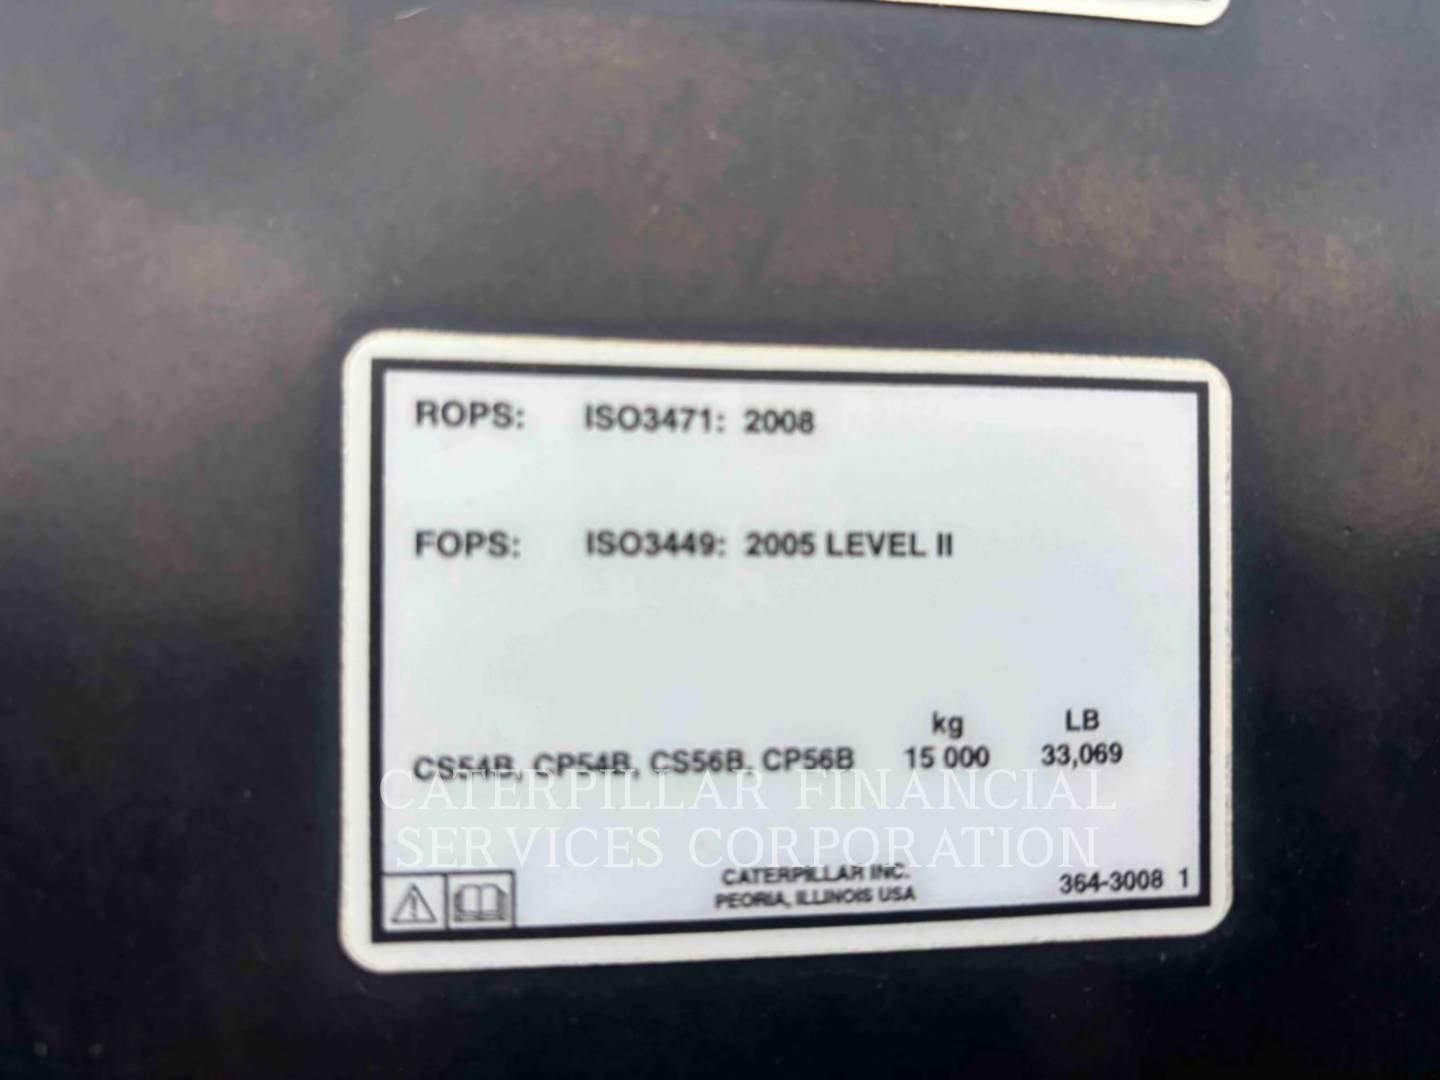 ROPS: ISO3471: 2008
FOPS: ISO3449: 2005 LEVEL II
kg LB
CS54B, CP54B, CS56B, CP56B 15 000 33,069
CATERPILLAR FINANCIAL
SERVICES CORPORATION
CATERPILLAR INC.
PEORIA, ILLINOIS USA
364-3008 1